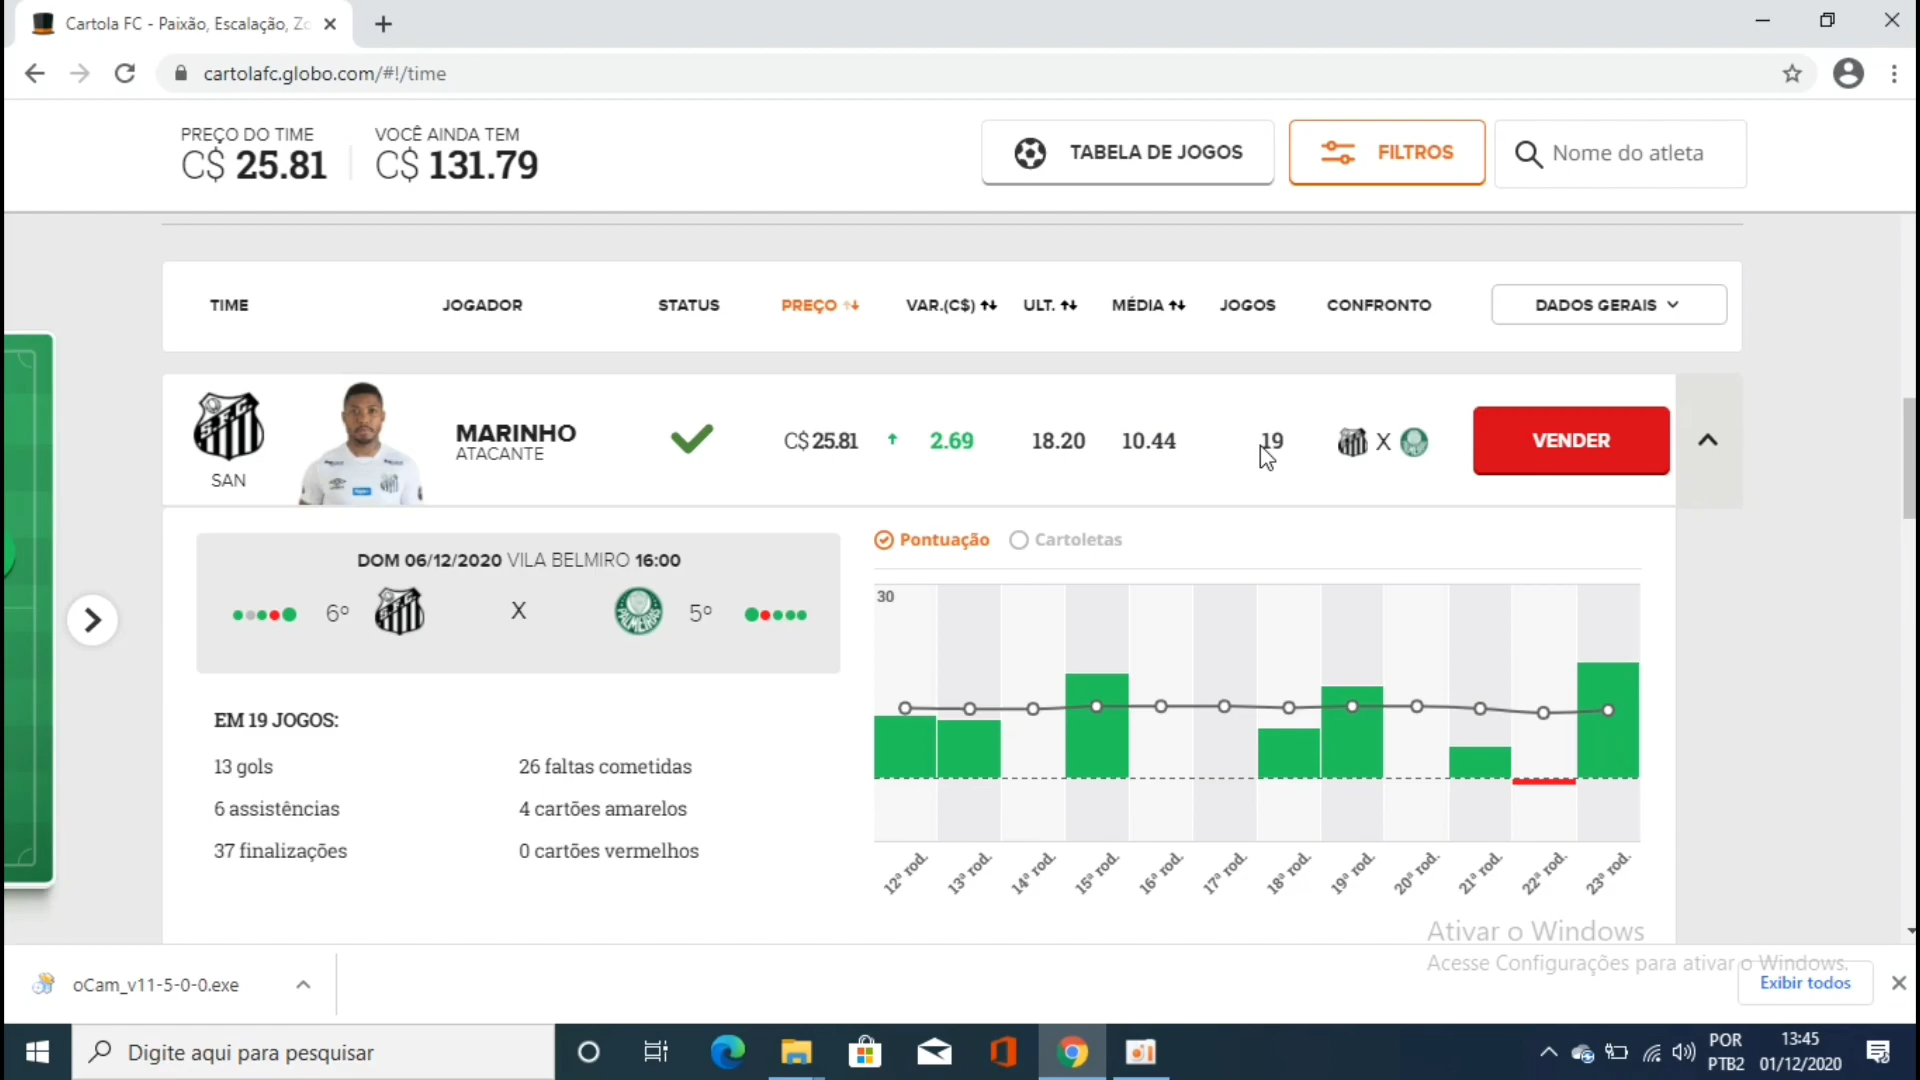 Cartola FC - Paixão, Escalação, Zo
cartolafc.globo.com/#!/time
PREÇO DO TIME
C$ 25.81
VOCÊ AINDA TEM
C$ 131.79
TABELA DE JOGOS
FILTROS
Nome do atleta
TIME JOGADOR STATUS PREÇO VAR.(C$) ULT. MÉDIA JOGOS CONFRONTO DADOS GERAIS
SAN
MARINHO
ATACANTE
C$ 25.81 2.69 18.20 10.44 19 X VENDER
DOM 06/12/2020 VILA BELMIRO 16:00
6º X PALMEIRAS 5º
Pontuação Cartoletas
30
EM 19 JOGOS:
13 gols 26 faltas cometidas
6 assistências 4 cartões amarelos
37 finalizações 0 cartões vermelhos
12ª rod. 13ª rod. 14ª rod. 15ª rod. 16ª rod. 17ª rod. 18ª rod. 19ª rod. 20ª rod. 21ª rod. 22ª rod. 23ª rod.
Ativar o Windows
Acesse Configurações para ativar o Windows.
oCam_v11-5-0-0.exe
Exibir todos
Digite aqui para pesquisar
POR
PTB2
13:45
01/12/2020